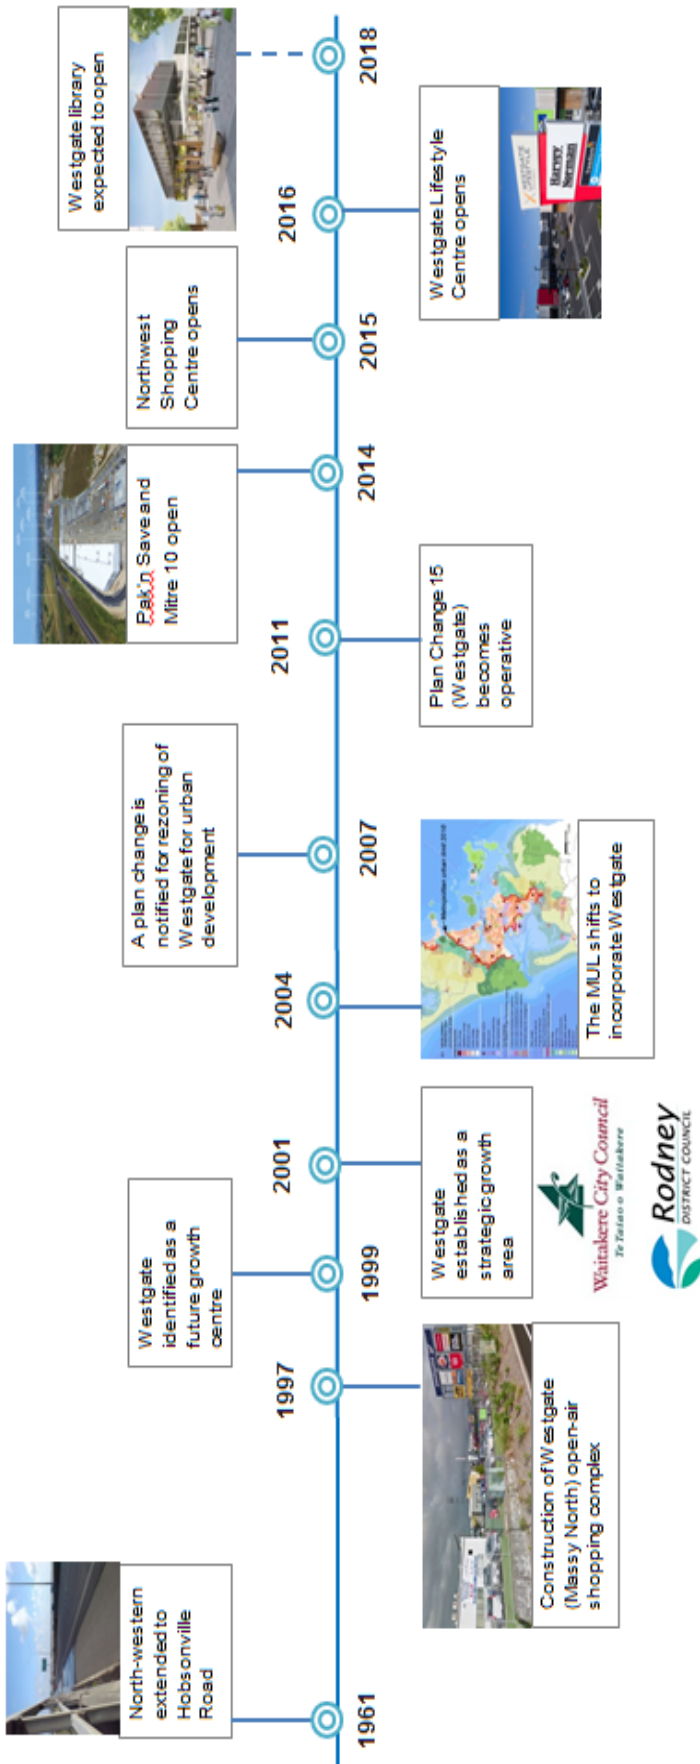 North-western
extended to
Hobsonville
Road
1961
1997
Construction of Westgate
(Massy North) open-air
shopping complex
Westgate
identified as a
future growth
centre
1999
2001
Westgate
established as a
strategic growth
area
Waitakere City Council
Te Taiao o Waitakere
Rodney
DISTRICT COUNCIL
2004
The MUL shifts to
incorporate Westgate
A plan change is
notified for rezoning of
Westgate for urban
development
2007
2011
Plan Change 15
(Westgate)
becomes
operative
Pak'n Save and
Mitre 10 open
2014
Northwest
Shopping
Centre opens
2015
2016
Westgate Lifestyle
Centre opens
WESTGATE
LIFESTYLE
Harvey
Norman
Westgate library
expected to open
2018